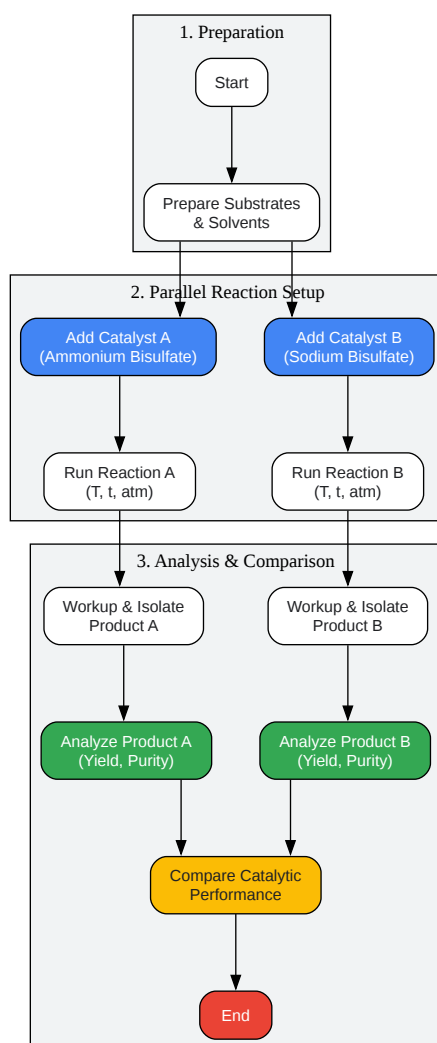 1. Preparation
Start
Prepare Substrates
& Solvents
2. Parallel Reaction Setup
Add Catalyst A
(Ammonium Bisulfate)
Add Catalyst B
(Sodium Bisulfate)
Run Reaction A
(T, t, atm)
Run Reaction B
(T, t, atm)
3. Analysis & Comparison
Workup & Isolate
Product A
Workup & Isolate
Product B
Analyze Product A
(Yield, Purity)
Analyze Product B
(Yield, Purity)
Compare Catalytic
Performance
End